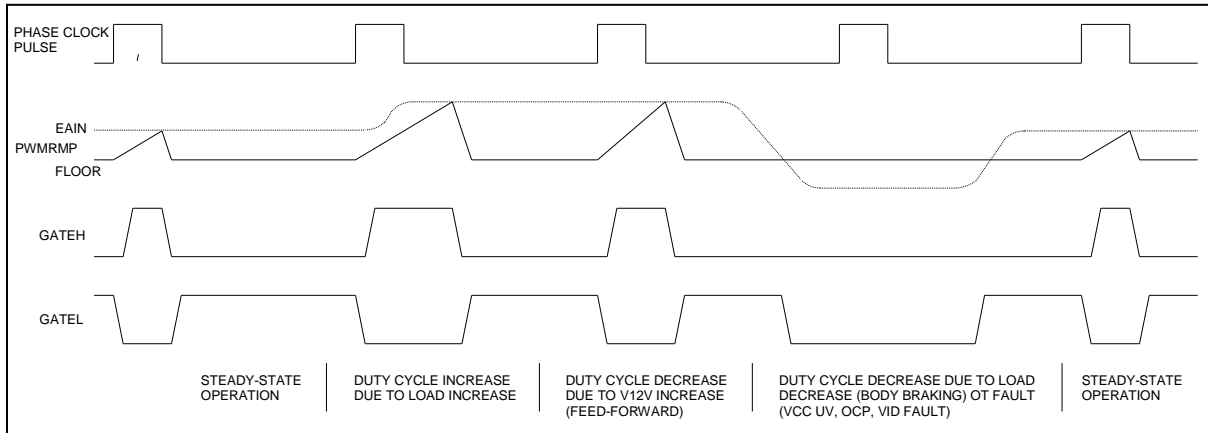 PHASE CLOCK
PULSE
EAIN
PWMRMP
FLOOR
GATEH
GATEL
STEADY-STATE
OPERATION
DUTY CYCLE INCREASE
DUE TO LOAD INCREASE
DUTY CYCLE DECREASE
DUE TO V12V INCREASE
(FEED-FORWARD)
DUTY CYCLE DECREASE DUE TO LOAD
DECREASE (BODY BRAKING) OT FAULT
(VCC UV, OCP, VID FAULT)
STEADY-STATE
OPERATION